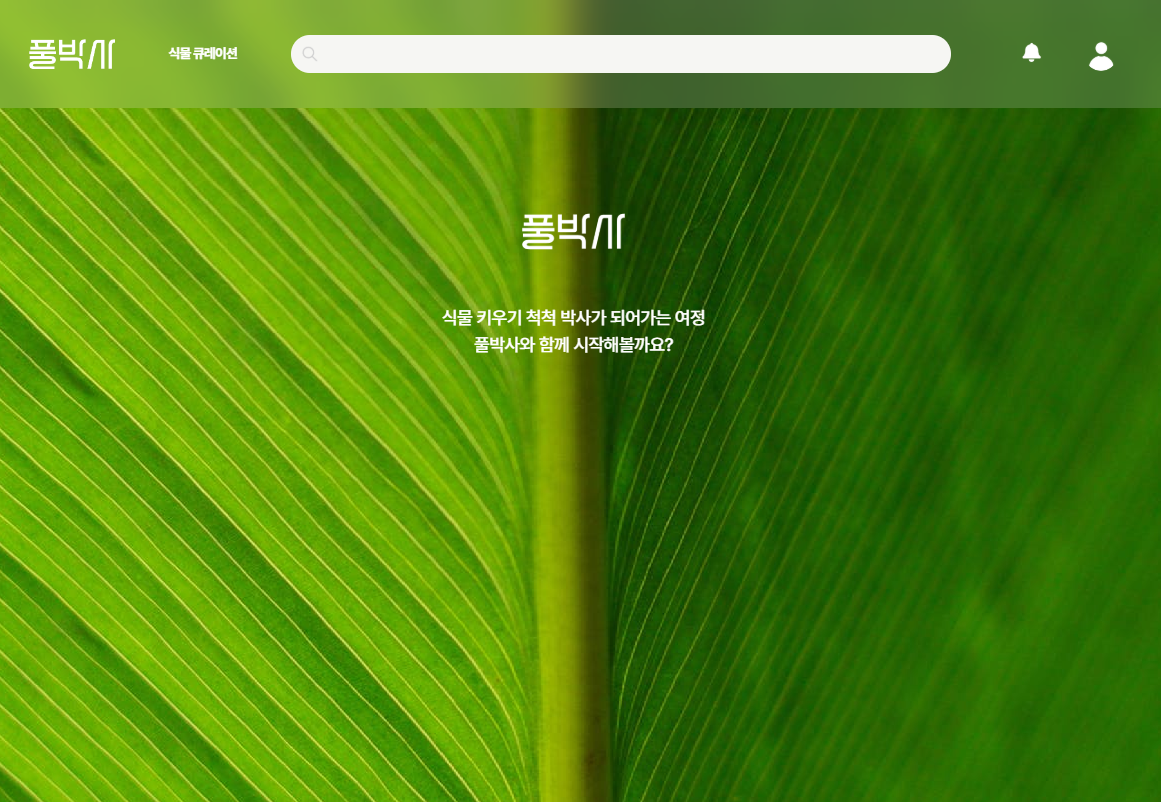 풀박사
식물 큐레이션
풀박사
식물 키우기 척척 박사가 되어가는 여정
풀박사와 함께 시작해볼까요?